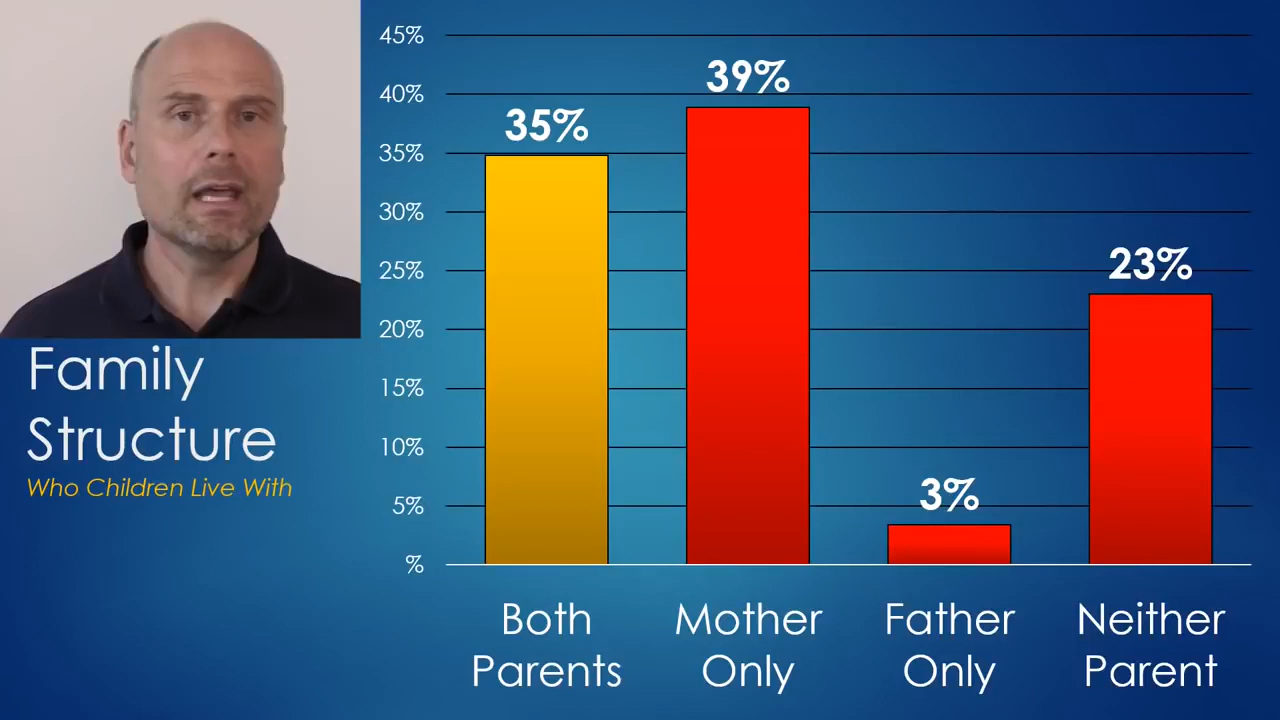 45%
40%
35%
30%
25%
20%
15%
10%
5%
%
35%
39%
3%
23%
Both
Parents
Mother
Only
Father
Only
Neither
Parent
Family
Structure
Who Children Live With